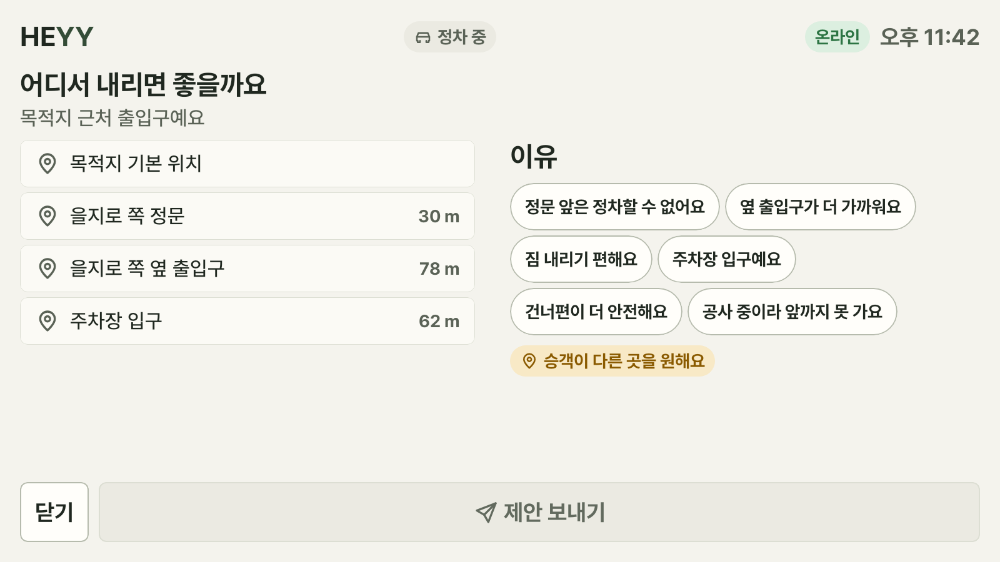 HEYY
정차 중
온라인
오후 11:42
어디서 내리면 좋을까요
목적지 근처 출입구예요
목적지 기본 위치
을지로 쪽 정문
30 m
을지로 쪽 옆 출입구
78 m
주차장 입구
62 m
이유
정문 앞은 정차할 수 없어요
옆 출입구가 더 가까워요
짐 내리기 편해요
주차장 입구예요
건너편이 더 안전해요
공사 중이라 앞까지 못 가요
승객이 다른 곳을 원해요
닫기
제안 보내기